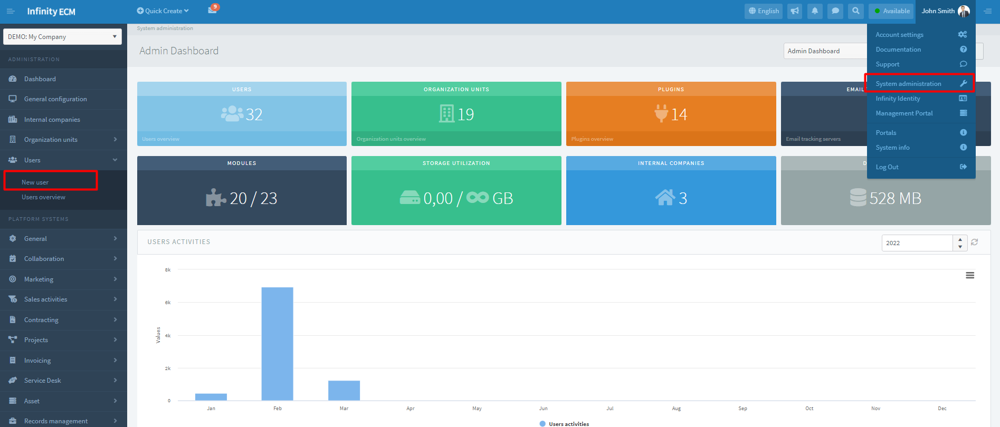 Infinity ECM
Quick Create
9
English
Available
John Smith
DEMO: My Company
ADMINISTRATION
Dashboard
General configuration
Internal companies
Organization units
Users
New user
Users overview
PLATFORM SYSTEMS
General
Collaboration
Marketing
Sales activities
Contracting
Projects
Invoicing
Service Desk
Asset
Records management
System administration
Admin Dashboard
Admin Dashboard
Account settings
Documentation
Support
System administration
Infinity Identity
Management Portal
Portals
System info
Log Out
USERS
32
Users overview
ORGANIZATION UNITS
19
Organization units overview
PLUGINS
14
Plugins overview
EMAIL
Email tracking servers
MODULES
20 / 23
STORAGE UTILIZATION
0,00 / ∞ GB
INTERNAL COMPANIES
3
D
528 MB
USERS ACTIVITIES
2022
8k
6k
4k
2k
0
Values
Jan Feb Mar Apr May Jun Jul Aug Sep Oct Nov Dec
Users activities